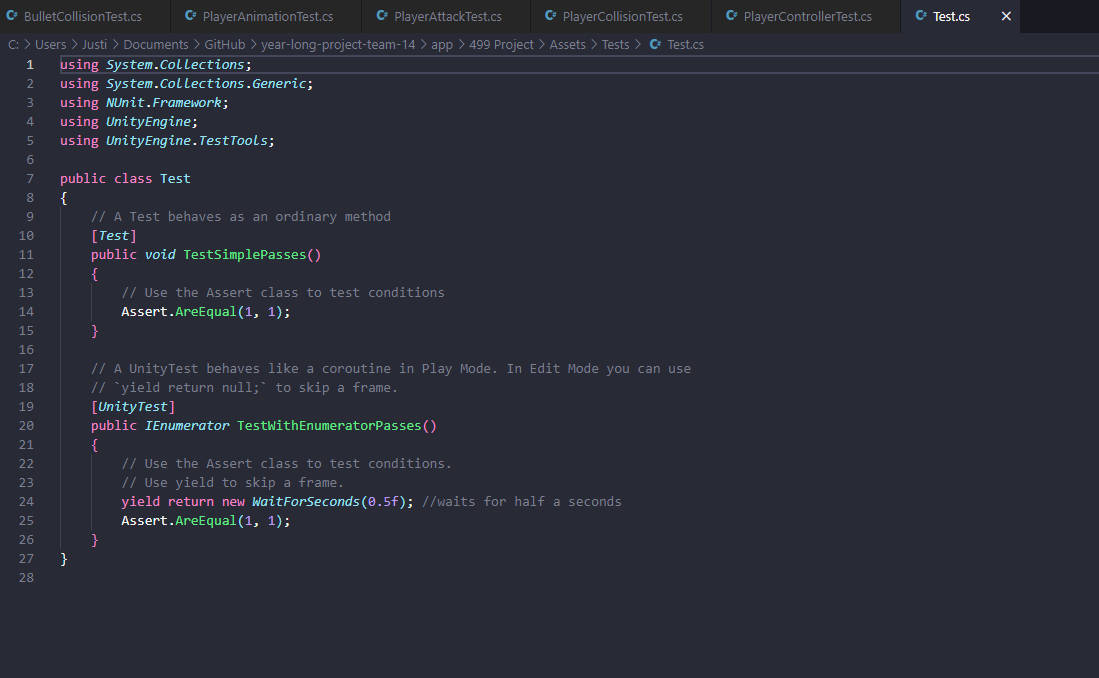 C# BulletCollisionTest.cs C# PlayerAnimationTest.cs C# PlayerAttackTest.cs C# PlayerCollisionTest.cs C# PlayerControllerTest.cs C# Test.cs ×
C: > Users > Justi > Documents > GitHub > year-long-project-team-14 > app > 499 Project > Assets > Tests > C# Test.cs
1 using System.Collections;
2 using System.Collections.Generic;
3 using NUnit.Framework;
4 using UnityEngine;
5 using UnityEngine.TestTools;
6
7 public class Test
8 {
9 // A Test behaves as an ordinary method
10 [Test]
11 public void TestSimplePasses()
12 {
13 // Use the Assert class to test conditions
14 Assert.AreEqual(1, 1);
15 }
16
17 // A UnityTest behaves like a coroutine in Play Mode. In Edit Mode you can use
18 // `yield return null;` to skip a frame.
19 [UnityTest]
20 public IEnumerator TestWithEnumeratorPasses()
21 {
22 // Use the Assert class to test conditions.
23 // Use yield to skip a frame.
24 yield return new WaitForSeconds(0.5f); //waits for half a seconds
25 Assert.AreEqual(1, 1);
26 }
27 }
28